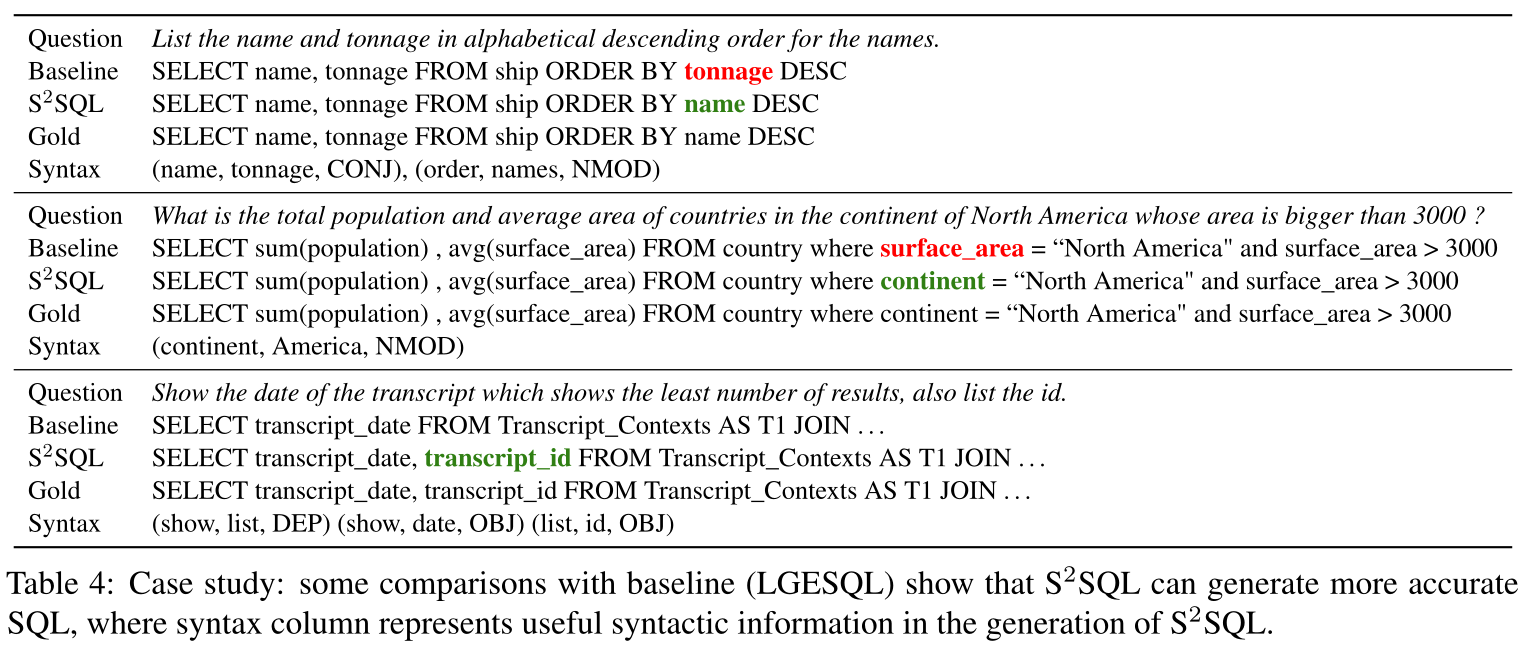 Question List the name and tonnage in alphabetical descending order for the names.
Baseline SELECT name, tonnage FROM ship ORDER BY tonnage DESC
S²SQL SELECT name, tonnage FROM ship ORDER BY name DESC
Gold SELECT name, tonnage FROM ship ORDER BY name DESC
Syntax (name, tonnage, CONJ), (order, names, NMOD)
Question What is the total population and average area of countries in the continent of North America whose area is bigger than 3000 ?
Baseline SELECT sum(population) , avg(surface_area) FROM country where surface_area = “North America" and surface_area > 3000
S²SQL SELECT sum(population) , avg(surface_area) FROM country where continent = “North America" and surface_area > 3000
Gold SELECT sum(population) , avg(surface_area) FROM country where continent = “North America" and surface_area > 3000
Syntax (continent, America, NMOD)
Question Show the date of the transcript which shows the least number of results, also list the id.
Baseline SELECT transcript_date FROM Transcript_Contexts AS T1 JOIN . . .
S²SQL SELECT transcript_date, transcript_id FROM Transcript_Contexts AS T1 JOIN . . .
Gold SELECT transcript_date, transcript_id FROM Transcript_Contexts AS T1 JOIN . . .
Syntax (show, list, DEP) (show, date, OBJ) (list, id, OBJ)
Table 4: Case study: some comparisons with baseline (LGESQL) show that S²SQL can generate more accurate
SQL, where syntax column represents useful syntactic information in the generation of S²SQL.